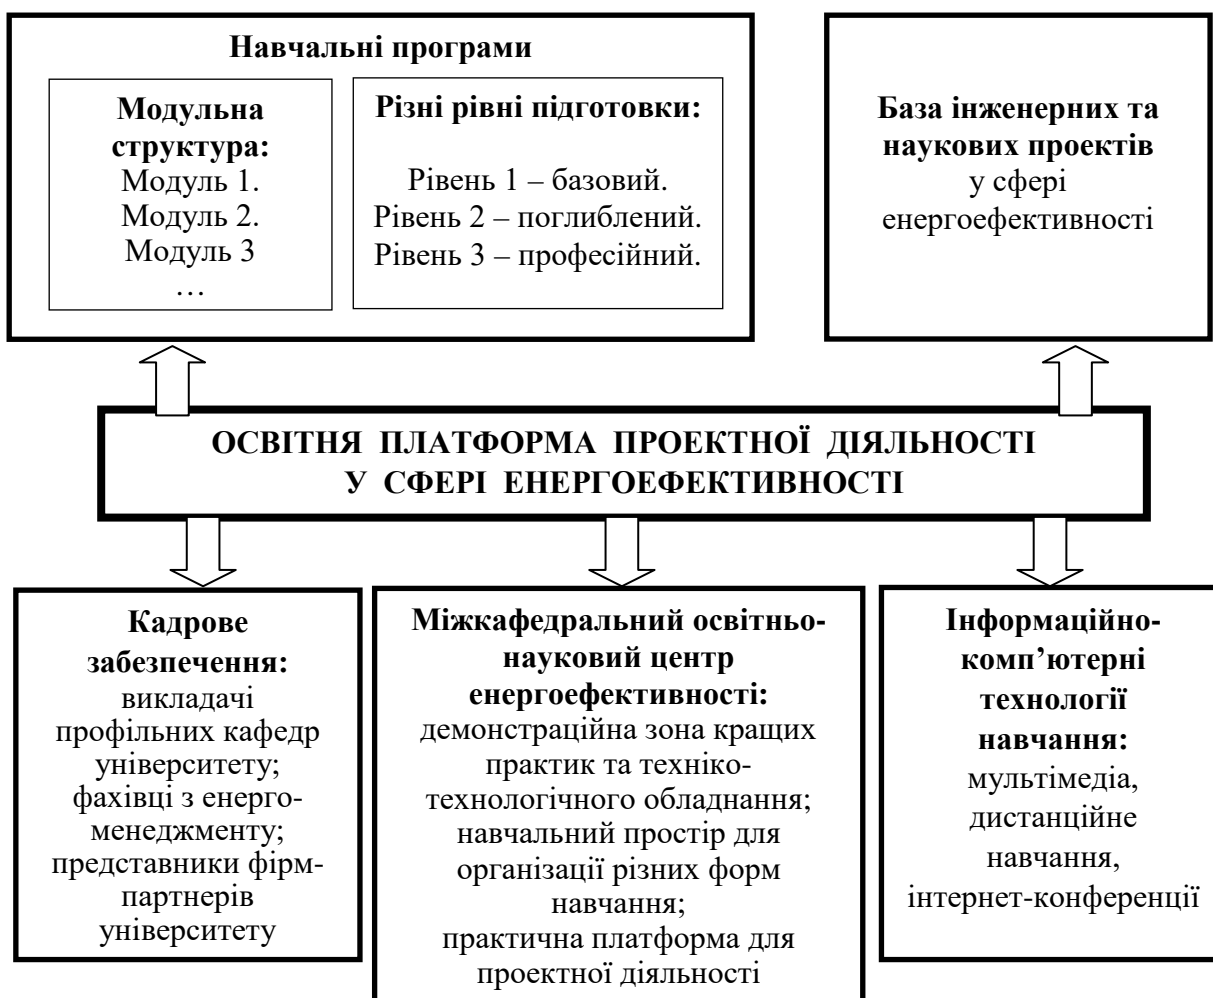 Навчальні програми
Модульна
структура:
Модуль 1.
Модуль 2.
Модуль 3
…
Різні рівні підготовки:
Рівень 1 – базовий.
Рівень 2 – поглиблений.
Рівень 3 – професійний.
База інженерних та
наукових проектів
у сфері
енергоефективності
ОСВІТНЯ ПЛАТФОРМА ПРОЕКТНОЇ ДІЯЛЬНОСТІ
У СФЕРІ ЕНЕРГОЕФЕКТИВНОСТІ
Кадрове
забезпечення:
викладачі
профільних кафедр
університету;
фахівці з енерго-
менеджменту;
представники фірм-
партнерів
університету
Міжкафедральний освітньо-
науковий центр
енергоефективності:
демонстраційна зона кращих
практик та техніко-
технологічного обладнання;
навчальний простір для
організації різних форм
навчання;
практична платформа для
проектної діяльності
Інформаційно-
комп’ютерні
технології
навчання:
мультімедіа,
дистанційне
навчання,
інтернет-конференції